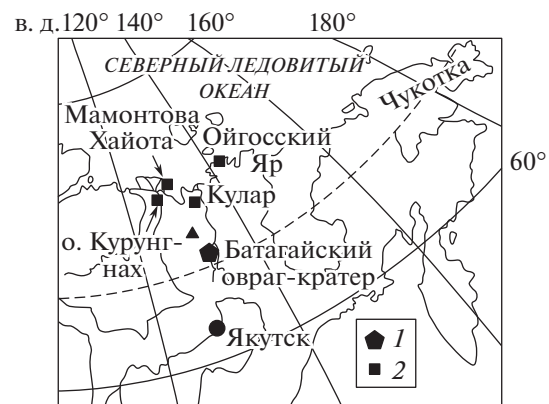 в. д. 120° 140° 160° 180°
СЕВЕРНЫЙ ЛЕДОВИТЫЙ
ОКЕАН
Чукотка
Мамонтова
Хайота
Ойгосский
Яр
60°
Кулар
о. Курунг-
нах
Батагайский
овраг-кратер
Якутск
1
2